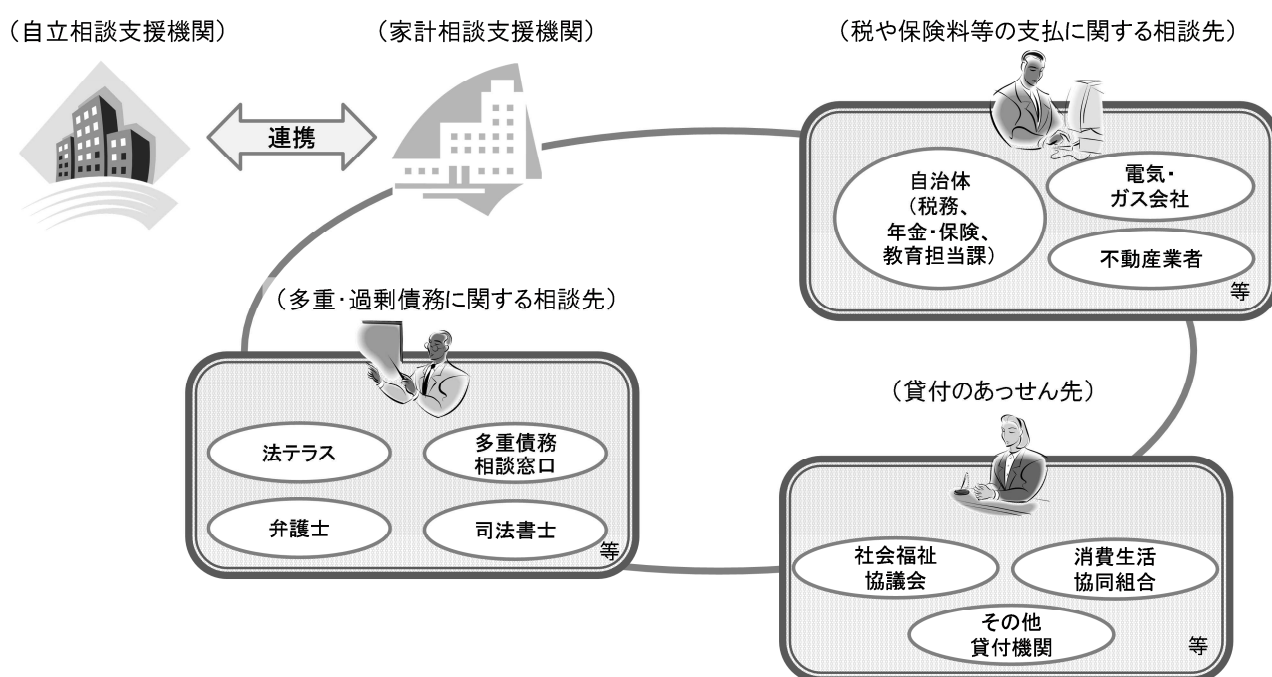 （自立相談支援機関）
（家計相談支援機関）
（税や保険料等の支払に関する相談先）
連携
自治体
（税務、
年金・保険、
教育担当課）
電気・
ガス会社
不動産業者
等
（多重・過剰債務に関する相談先）
法テラス
多重債務
相談窓口
弁護士
司法書士
等
（貸付のあっせん先）
社会福祉
協議会
消費生活
協同組合
その他
貸付機関
等